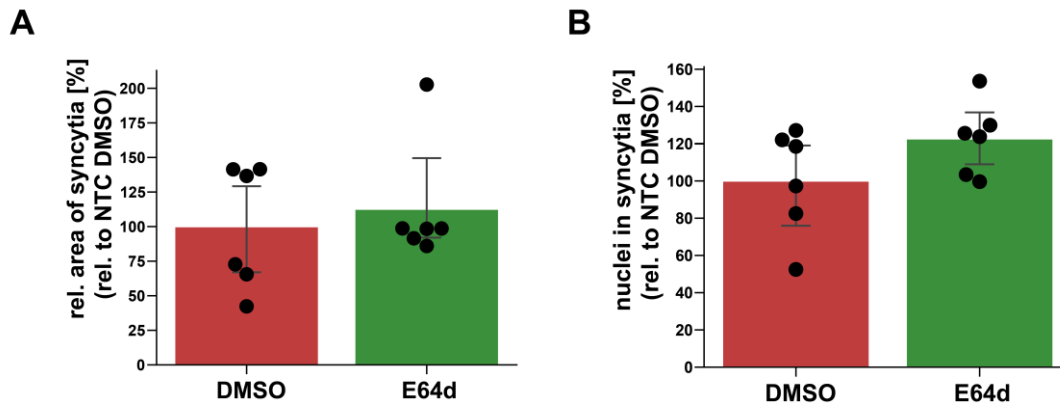 A
rel. area of syncytia [%]
(rel. to NTC DMSO)
200
175
150
125
100
75
50
25
0
DMSO
E64d
B
nuclei in syncytia [%]
(rel. to NTC DMSO)
160
140
120
100
80
60
40
20
0
DMSO
E64d